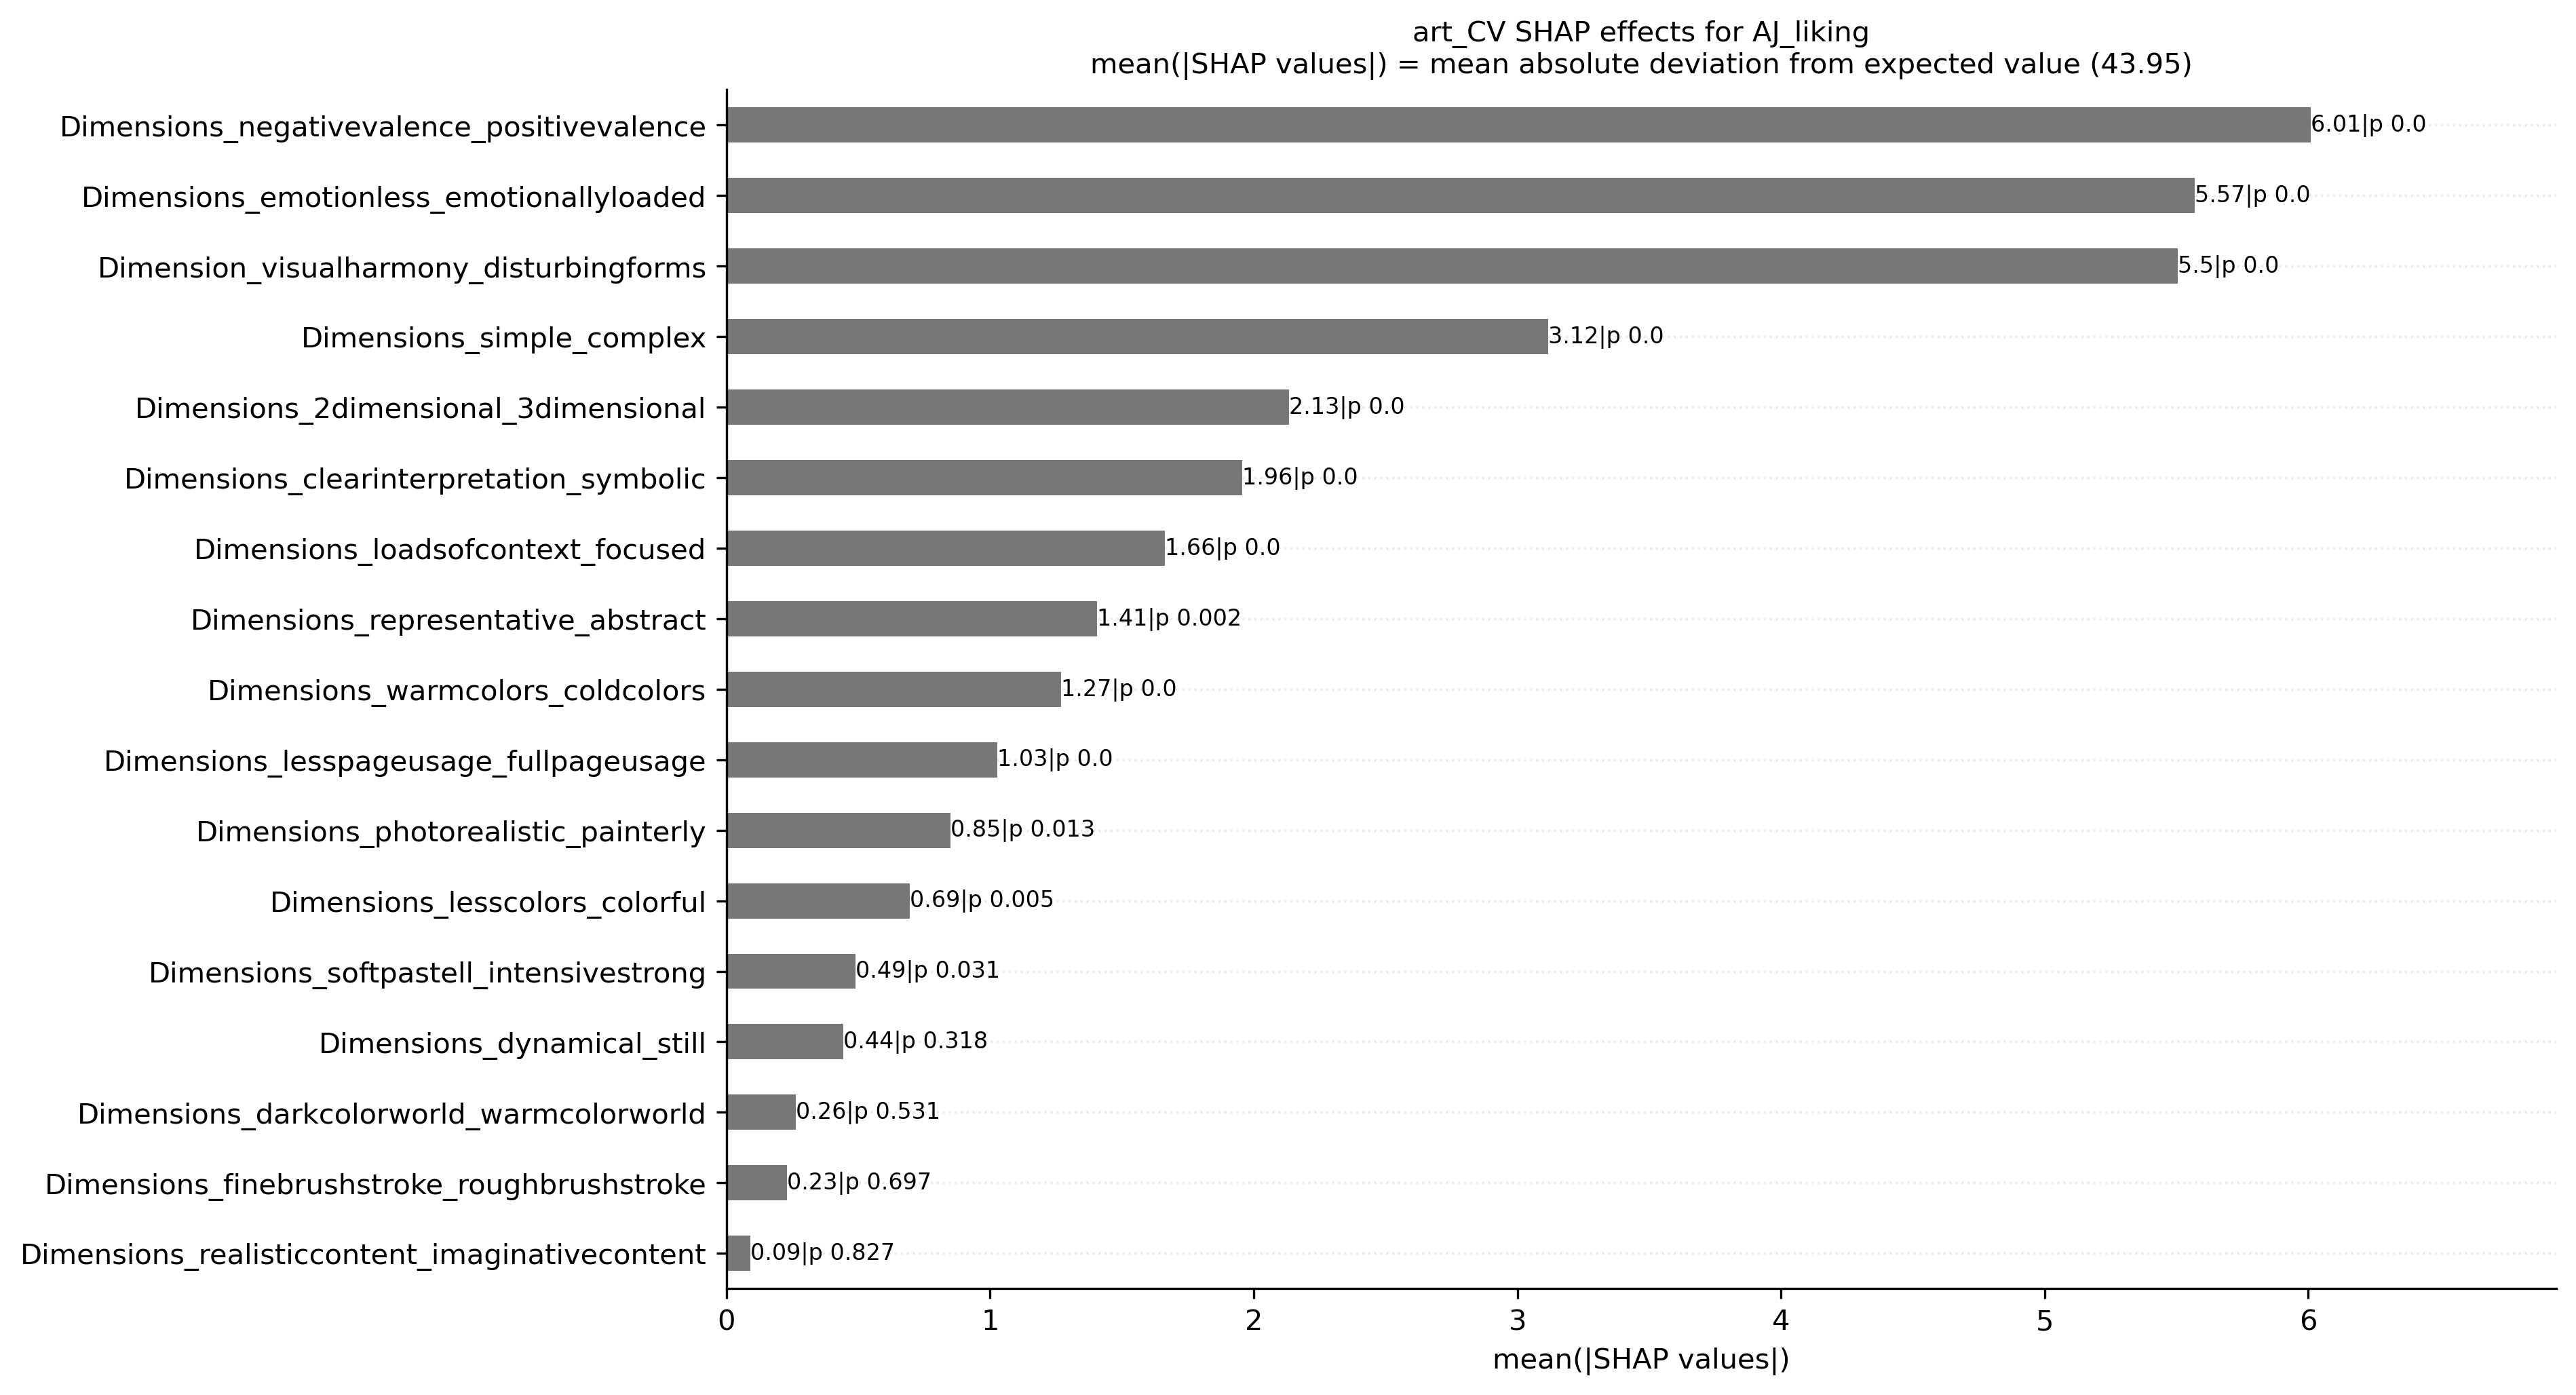 art_CV SHAP effects for AJ_liking
mean(|SHAP values|) = mean absolute deviation from expected value (43.95)
Dimensions_negativevalence_positivevalence 6.01|p 0.0
Dimensions_emotionless_emotionallyloaded 5.57|p 0.0
Dimension_visualharmony_disturbingforms 5.5|p 0.0
Dimensions_simple_complex 3.12|p 0.0
Dimensions_2dimensional_3dimensional 2.13|p 0.0
Dimensions_clearinterpretation_symbolic 1.96|p 0.0
Dimensions_loadsofcontext_focused 1.66|p 0.0
Dimensions_representative_abstract 1.41|p 0.002
Dimensions_warmcolors_coldcolors 1.27|p 0.0
Dimensions_lesspageusage_fullpageusage 1.03|p 0.0
Dimensions_photorealistic_painterly 0.85|p 0.013
Dimensions_lesscolors_colorful 0.69|p 0.005
Dimensions_softpastell_intensivestrong 0.49|p 0.031
Dimensions_dynamical_still 0.44|p 0.318
Dimensions_darkcolorworld_warmcolorworld 0.26|p 0.531
Dimensions_finebrushstroke_roughbrushstroke 0.23|p 0.697
Dimensions_realisticcontent_imaginativecontent 0.09|p 0.827
0 1 2 3 4 5 6
mean(|SHAP values|)